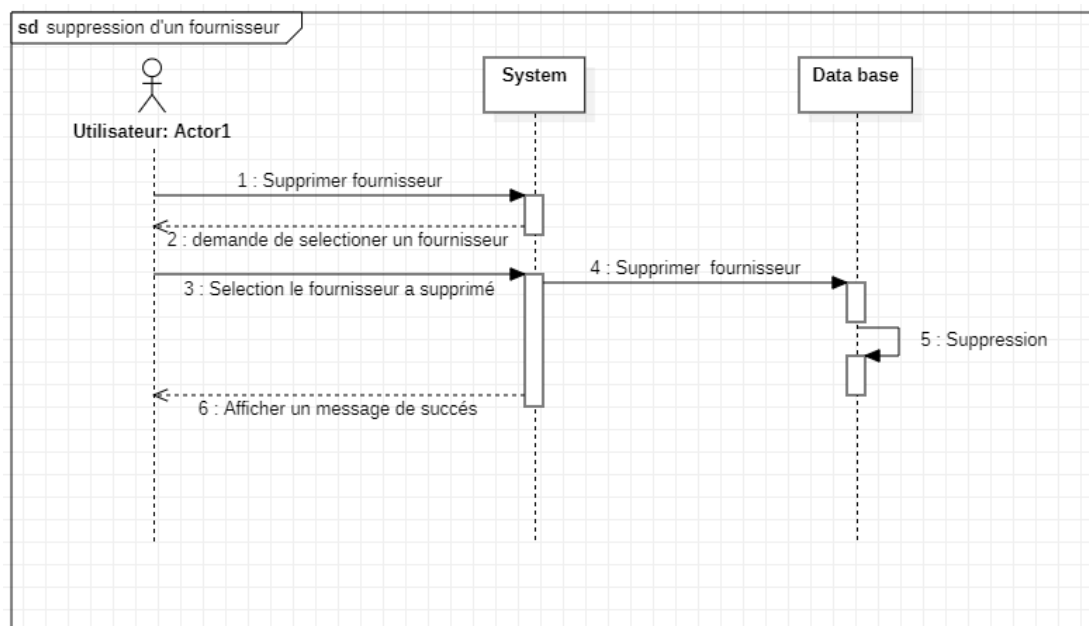 sd suppression d'un fournisseur
System
Data base
Utilisateur: Actor1
1 : Supprimer fournisseur
2 : demande de selectioner un fournisseur
4 : Supprimer fournisseur
3 : Selection le fournisseur a supprimé
5 : Suppression
6 : Afficher un message de succés